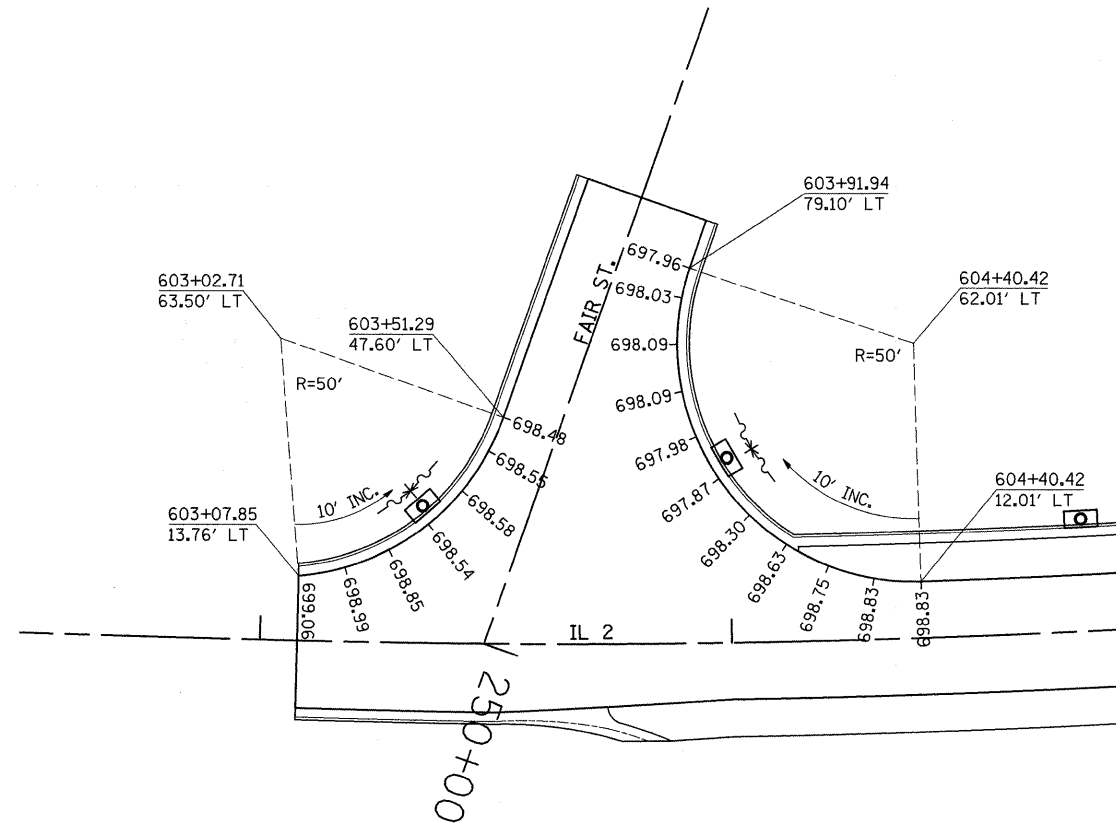 603+91.94
79.10' LT
603+02.71
63.50' LT
604+40.42
62.01' LT
603+51.29
47.60' LT
R=50'
R=50'
FAIR ST.
697.96
698.03
698.09
698.09
697.98
697.87
698.30
698.63
698.75
698.83
698.83
10' INC.
604+40.42
12.01' LT
698.48
698.55
698.58
698.54
698.85
698.99
699.06
10' INC.
603+07.85
13.76' LT
IL 2
250+00